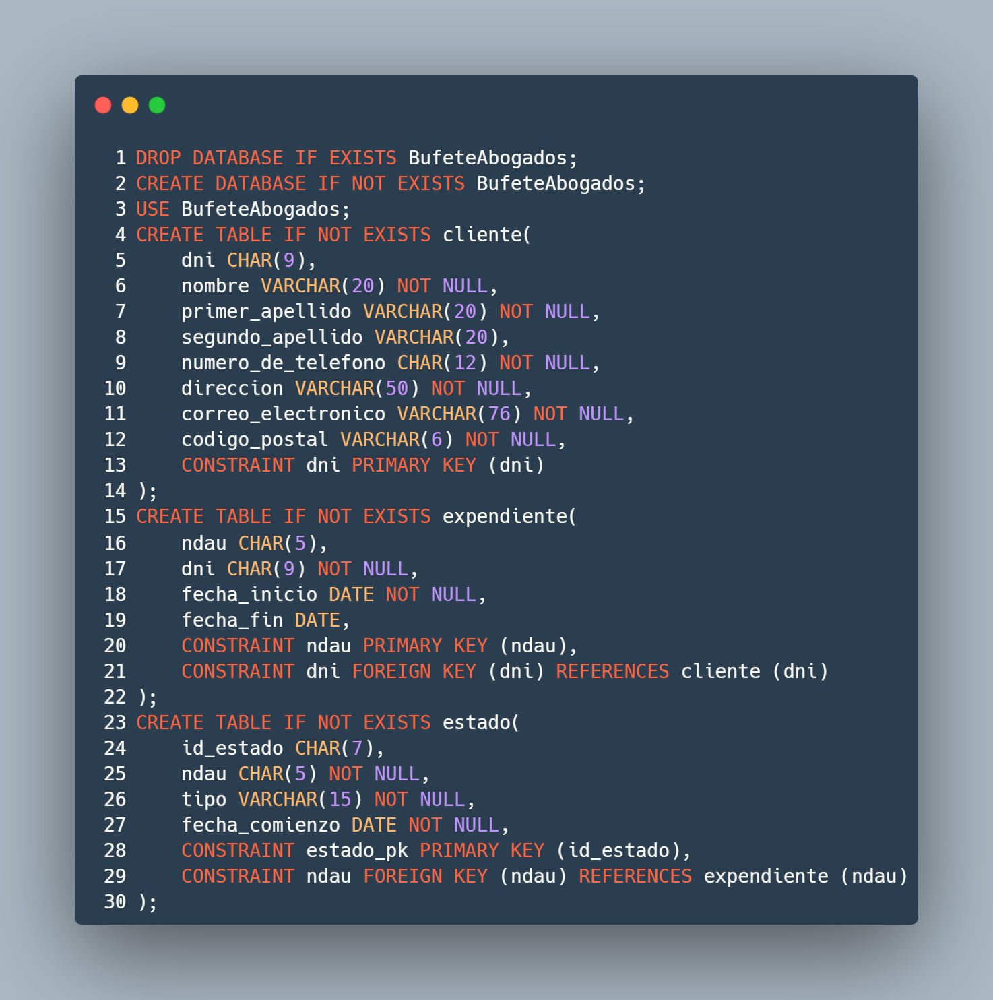 1 DROP DATABASE IF EXISTS BufeteAbogados;
2 CREATE DATABASE IF NOT EXISTS BufeteAbogados;
3 USE BufeteAbogados;
4 CREATE TABLE IF NOT EXISTS cliente(
5     dni CHAR(9),
6     nombre VARCHAR(20) NOT NULL,
7     primer_apellido VARCHAR(20) NOT NULL,
8     segundo_apellido VARCHAR(20),
9     numero_de_telefono CHAR(12) NOT NULL,
10     direccion VARCHAR(50) NOT NULL,
11     correo_electronico VARCHAR(76) NOT NULL,
12     codigo_postal VARCHAR(6) NOT NULL,
13     CONSTRAINT dni PRIMARY KEY (dni)
14 );
15 CREATE TABLE IF NOT EXISTS expendiente(
16     ndau CHAR(5),
17     dni CHAR(9) NOT NULL,
18     fecha_inicio DATE NOT NULL,
19     fecha_fin DATE,
20     CONSTRAINT ndau PRIMARY KEY (ndau),
21     CONSTRAINT dni FOREIGN KEY (dni) REFERENCES cliente (dni)
22 );
23 CREATE TABLE IF NOT EXISTS estado(
24     id_estado CHAR(7),
25     ndau CHAR(5) NOT NULL,
26     tipo VARCHAR(15) NOT NULL,
27     fecha_comienzo DATE NOT NULL,
28     CONSTRAINT estado_pk PRIMARY KEY (id_estado),
29     CONSTRAINT ndau FOREIGN KEY (ndau) REFERENCES expendiente (ndau)
30 );